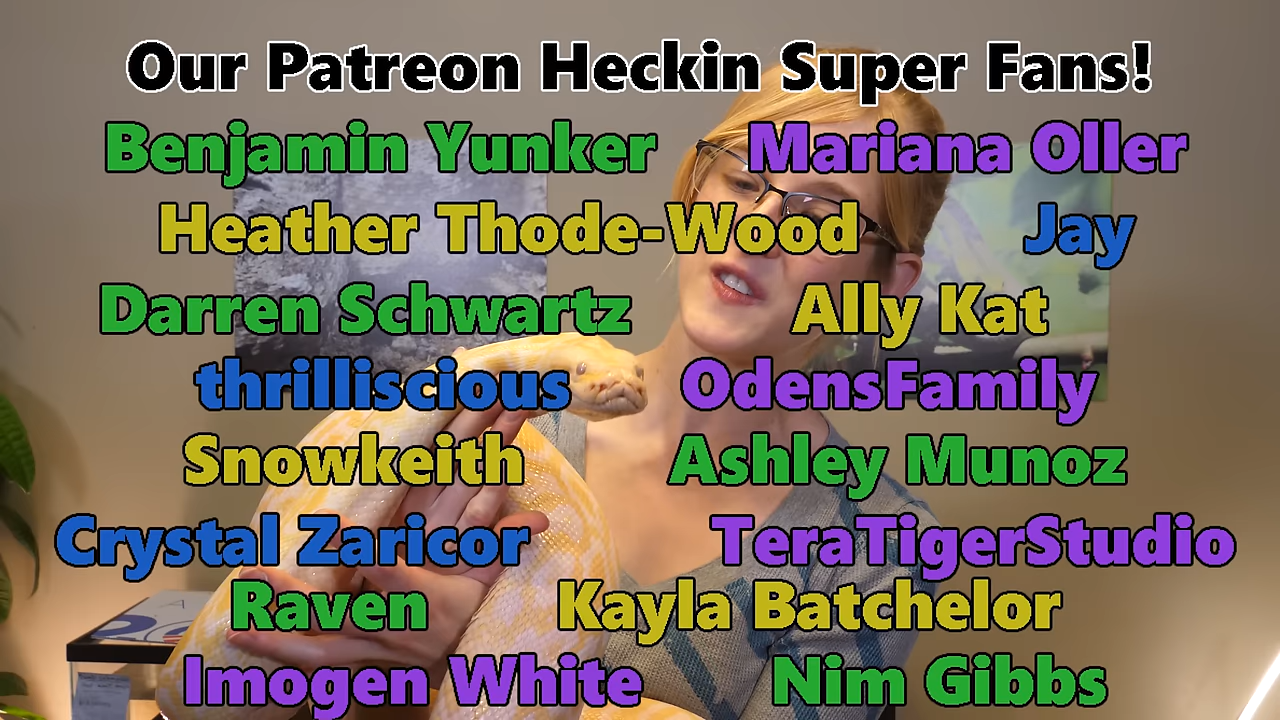 Our Patreon Heckin Super Fans!
Benjamin Yunker Mariana Oller
Heather Thode-Wood Jay
Darren Schwartz Ally Kat
thrilliscious OdensFamily
Snowkeith Ashley Munoz
Crystal Zaricor TeraTigerStudio
Raven Kayla Batchelor
Imogen White Nim Gibbs